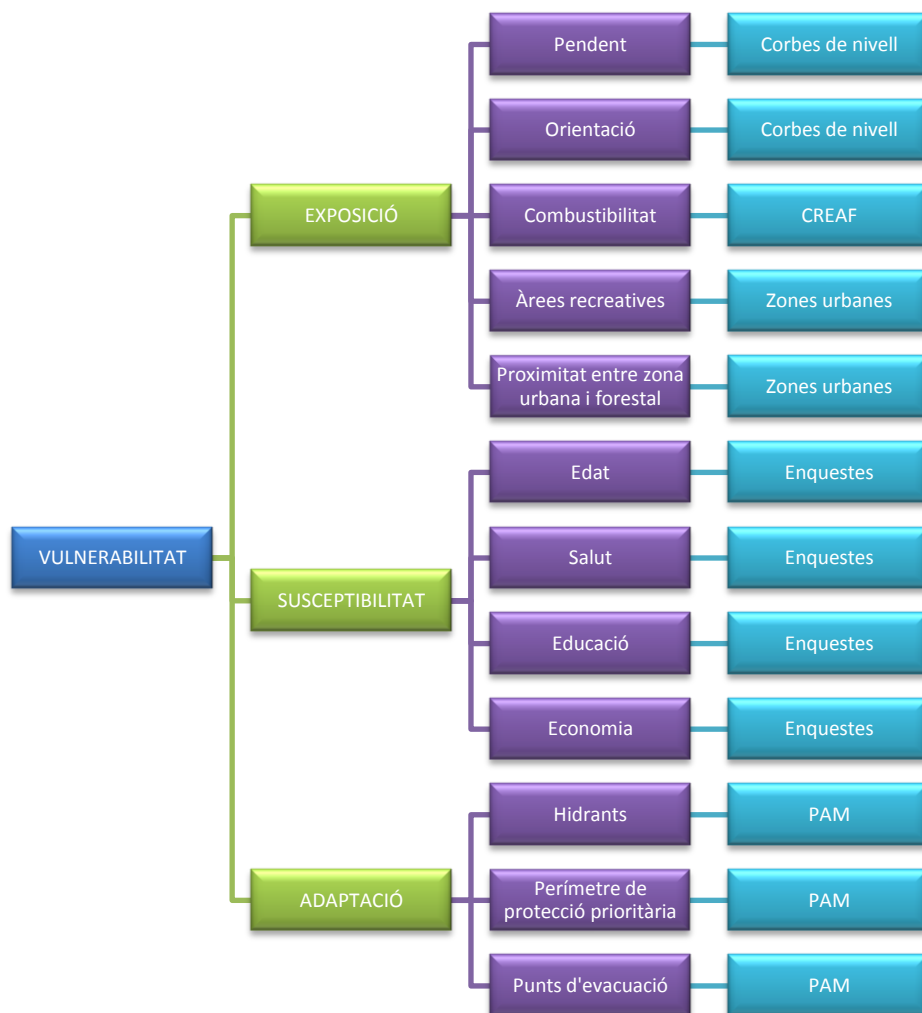 VULNERABILITAT
EXPOSICIÓ
Pendent
Corbes de nivell
Orientació
Corbes de nivell
Combustibilitat
CREAF
Àrees recreatives
Zones urbanes
Proximitat entre zona
urbana i forestal
Zones urbanes
SUSCEPTIBILITAT
Edat
Enquestes
Salut
Enquestes
Educació
Enquestes
Economia
Enquestes
ADAPTACIÓ
Hidrants
PAM
Perímetre de
protecció prioritària
PAM
Punts d'evacuació
PAM